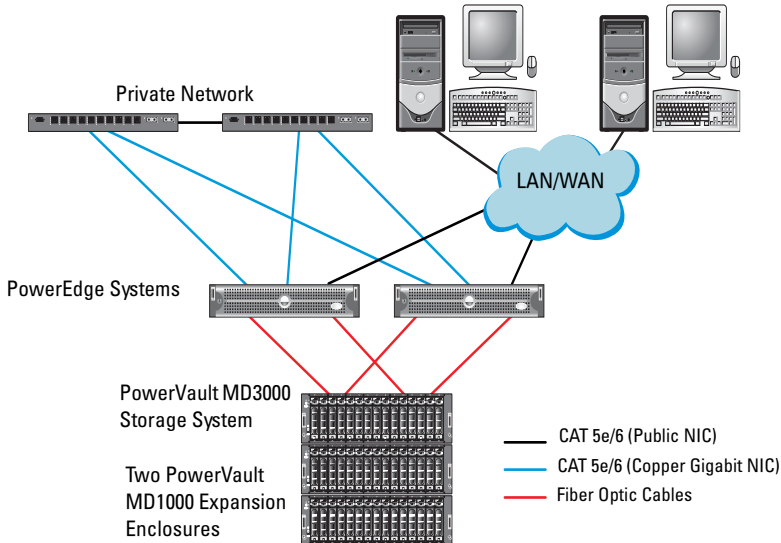 Private Network
LAN/WAN
PowerEdge Systems
PowerVault MD3000
Storage System
Two PowerVault
MD1000 Expansion
Enclosures
CAT 5e/6 (Public NIC)
CAT 5e/6 (Copper Gigabit NIC)
Fiber Optic Cables